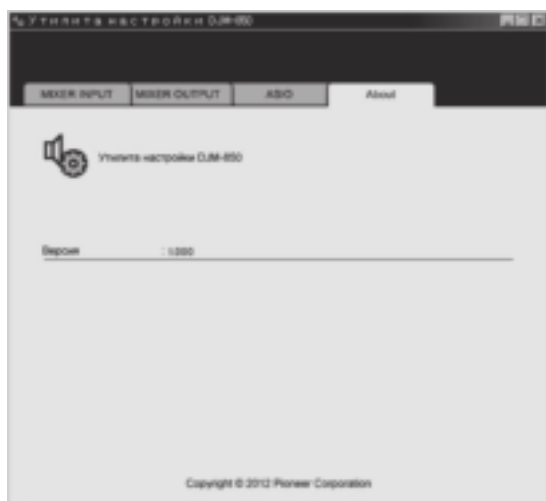 Утилита настройки DJM-850
MIXER INPUT
MIXER OUTPUT
ASIO
About
Утилита настройки DJM-850
Версия : 1.000
Copyright © 2012 Pioneer Corporation